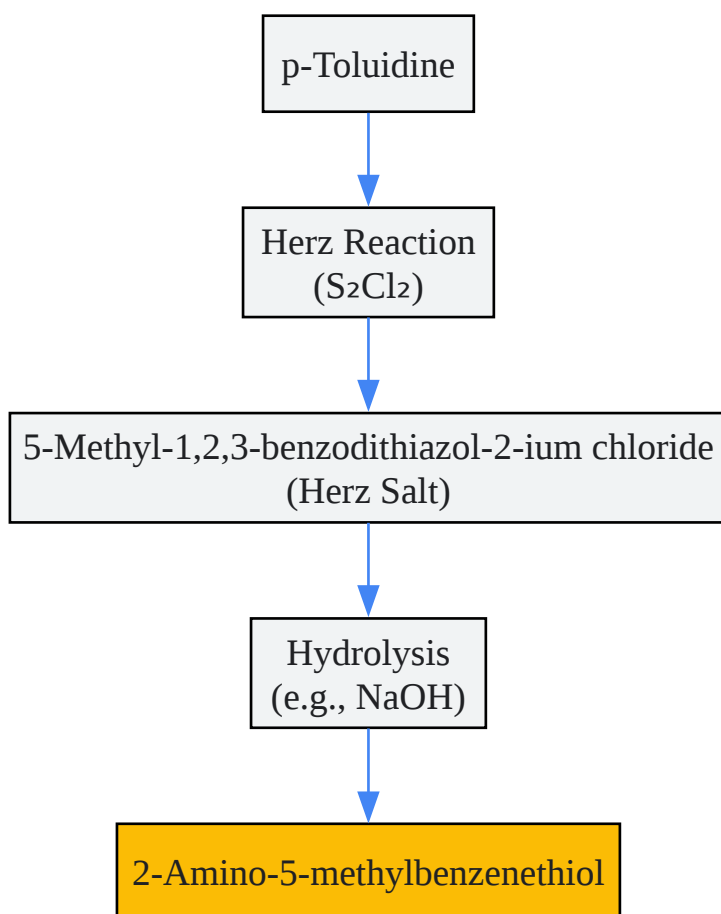 p-Toluidine
Herz Reaction
(S₂Cl₂)
5-Methyl-1,2,3-benzodithiazol-2-ium chloride
(Herz Salt)
Hydrolysis
(e.g., NaOH)
2-Amino-5-methylbenzenethiol